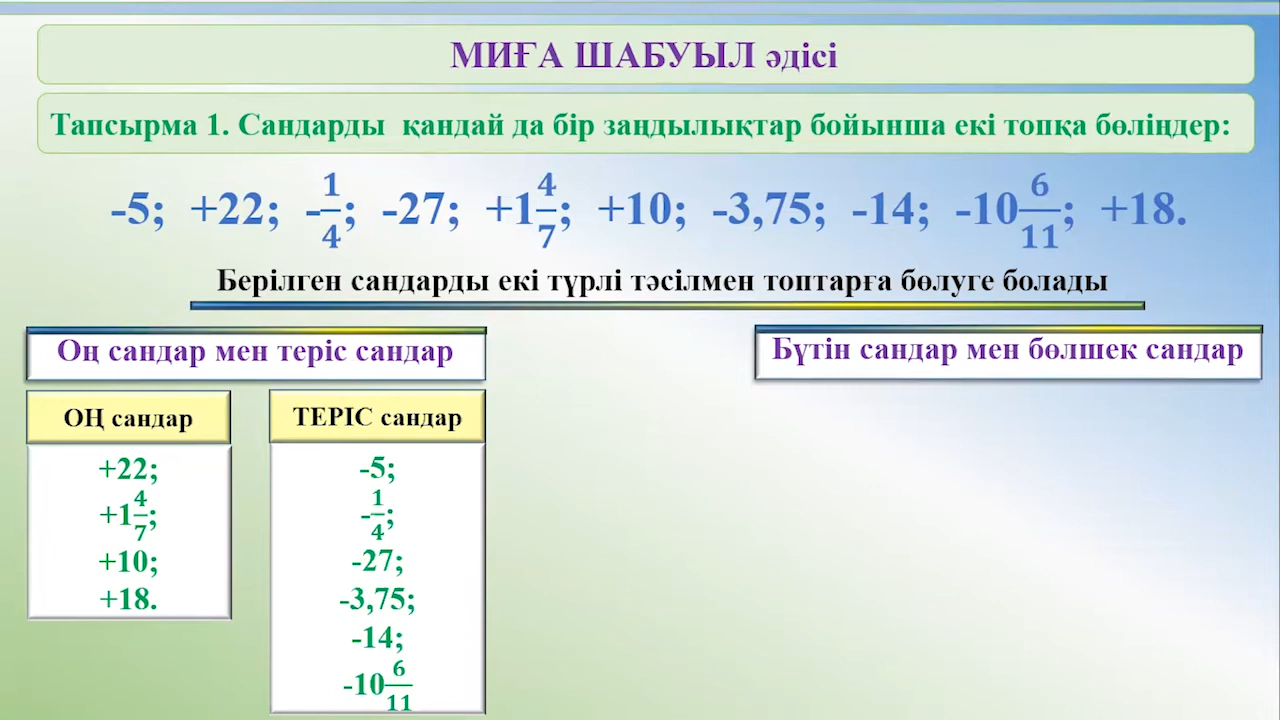 МИҒА ШАБУЫЛ әдісі
Тапсырма 1. Сандарды қандай да бір заңдылықтар бойынша екі топқа бөліңдер:
-5; +22; -1/4; -27; +1 4/7; +10; -3,75; -14; -10 6/11; +18.
Берілген сандарды екі түрлі тәсілмен топтарға бөлуге болады
Оң сандар мен теріс сандар
ОҢ сандар
+22;
+1 4/7;
+10;
+18.
ТЕРІС сандар
-5;
-1/4;
-27;
-3,75;
-14;
-10 6/11
Бүтін сандар мен бөлшек сандар